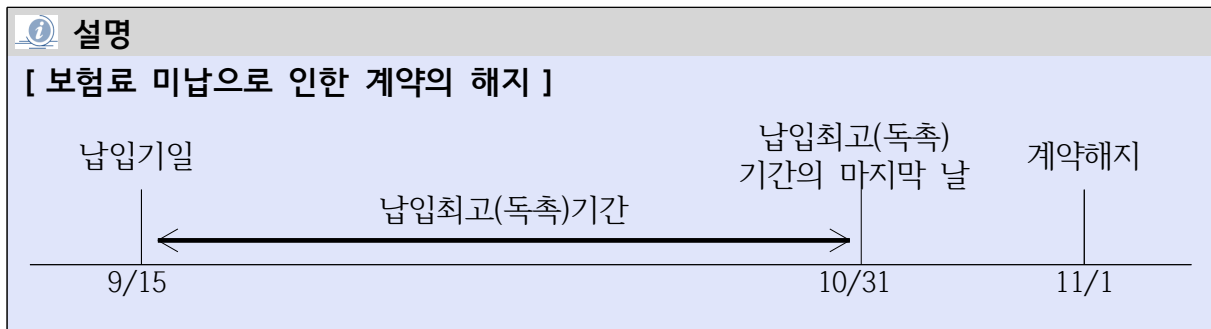 설명
[ 보험료 미납으로 인한 계약의 해지 ]
납입기일
납입최고(독촉)
기간의 마지막 날
계약해지
납입최고(독촉)기간
9/15
10/31
11/1